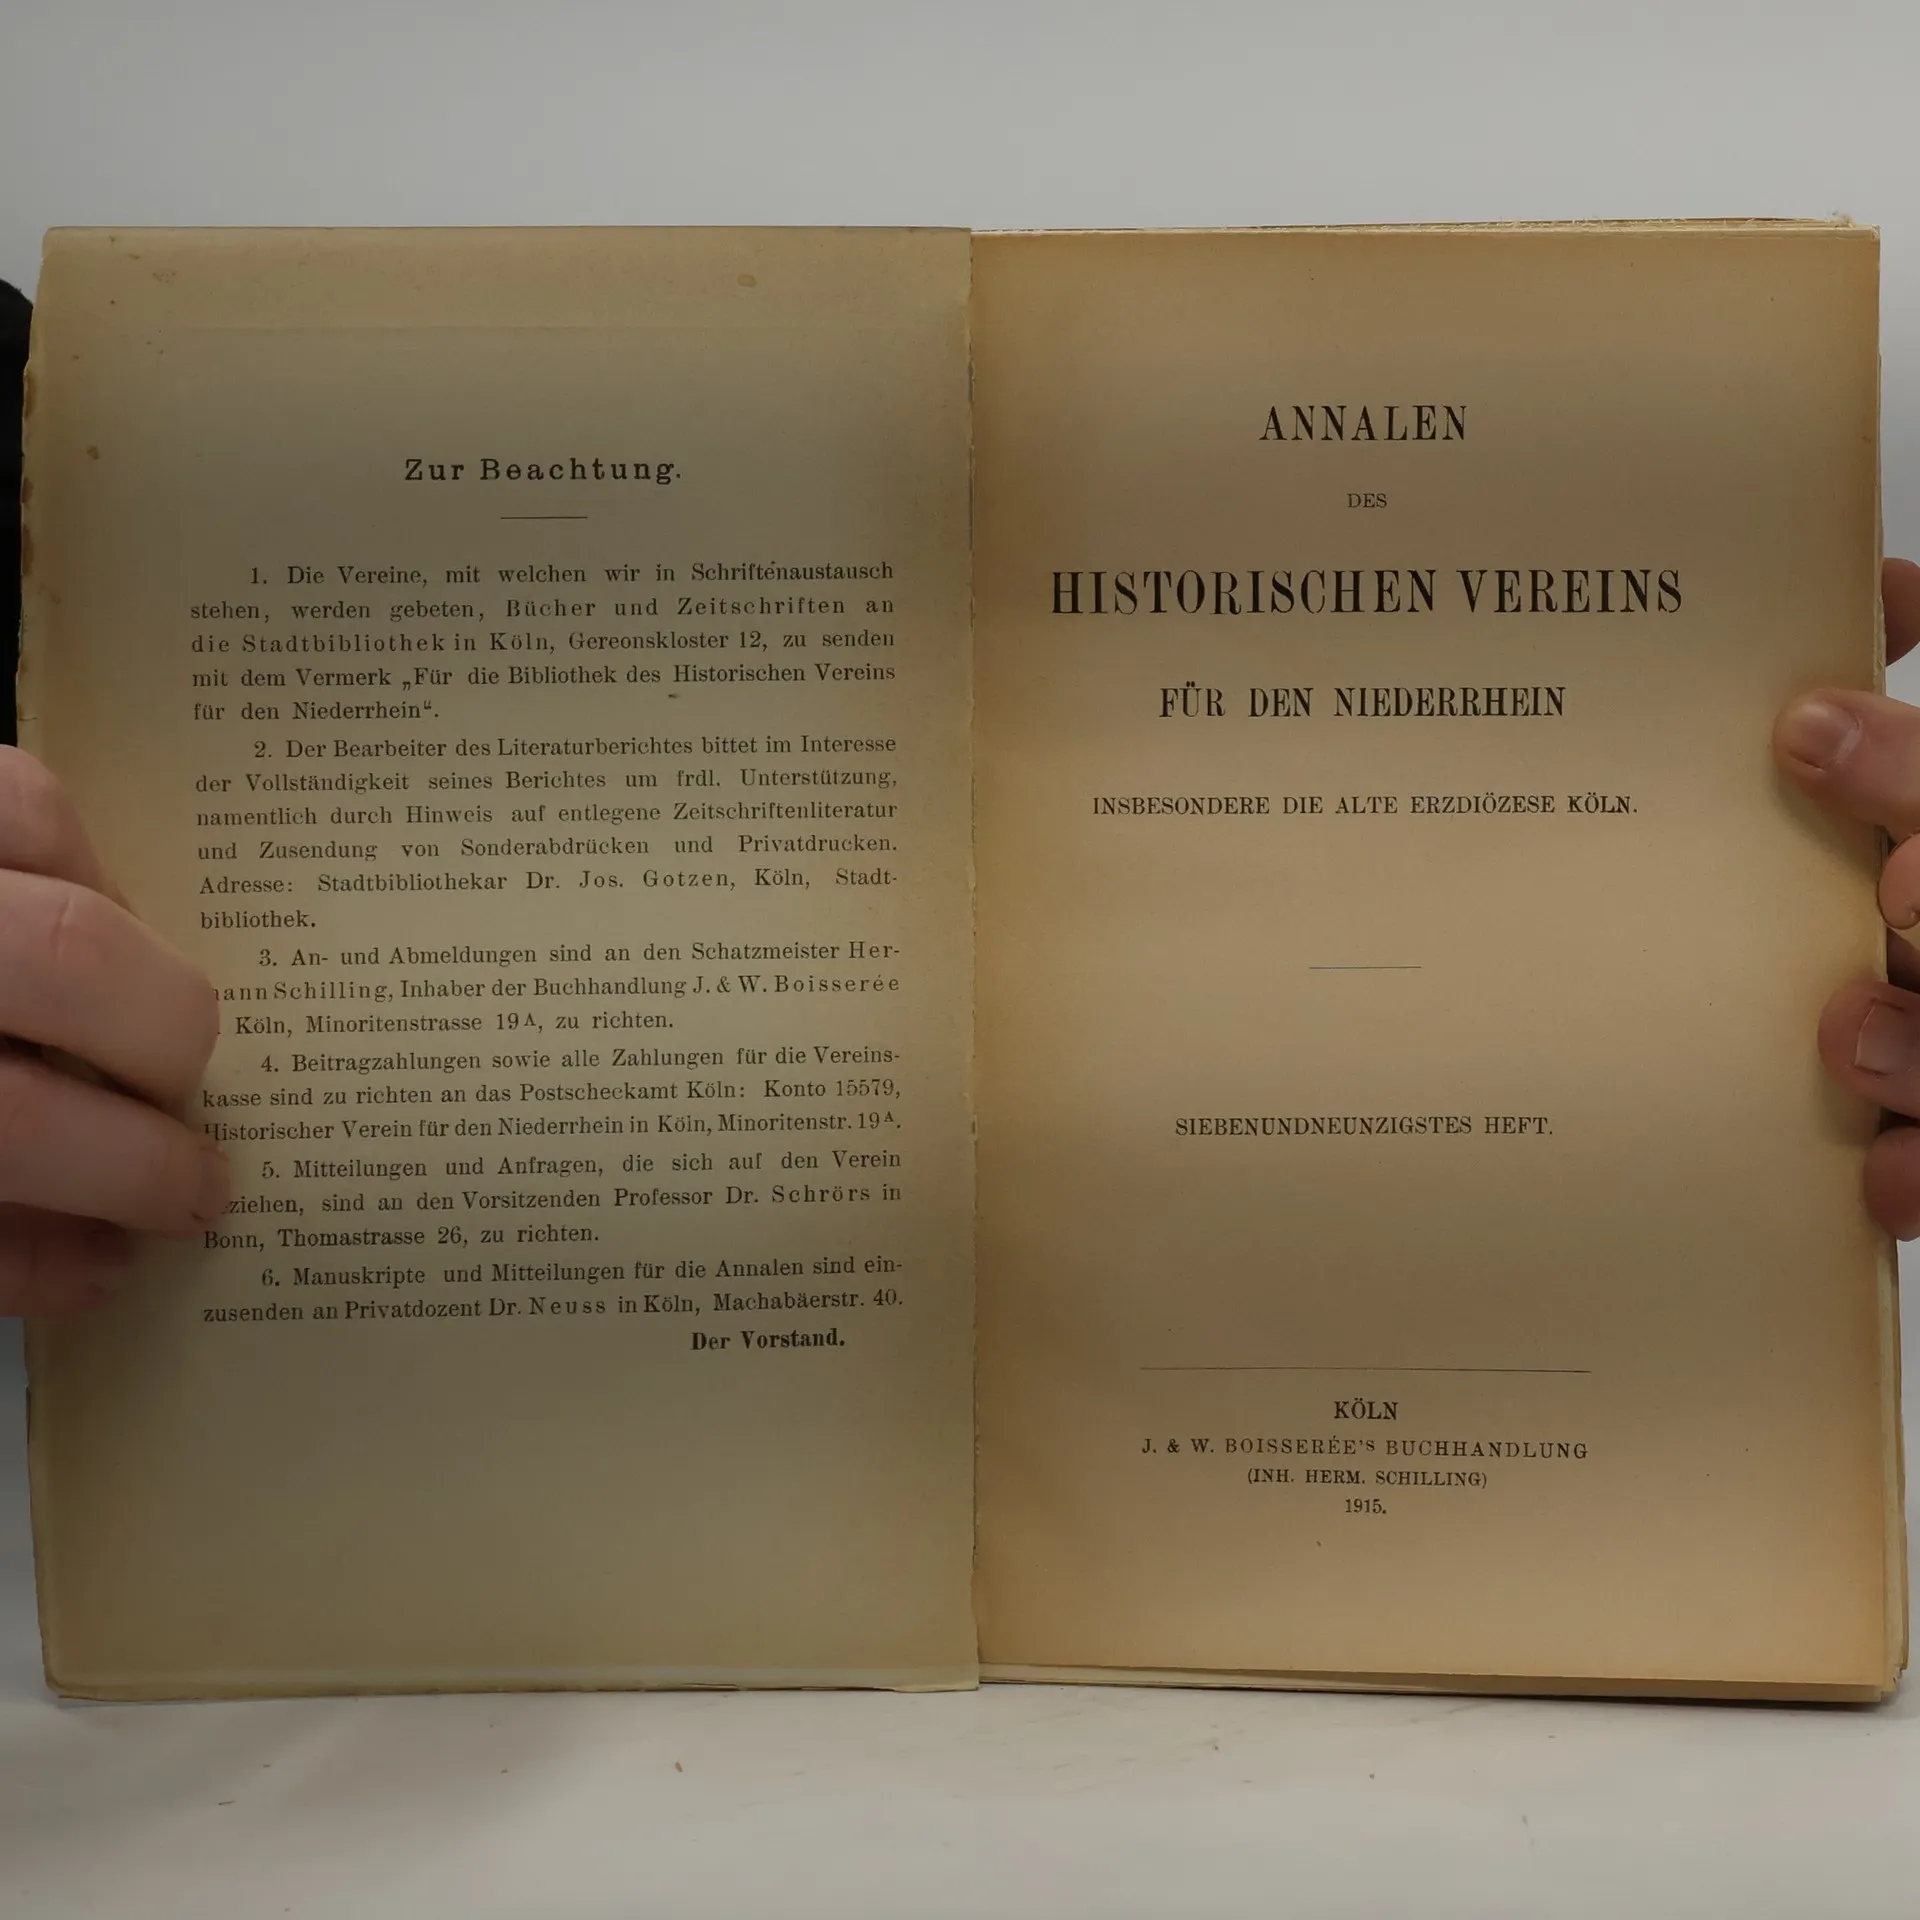 Zur Beachtung.
1. Die Vereine, mit welchen wir in Schriftenaustausch
stehen, werden gebeten, Bücher und Zeitschriften an
die Stadtbibliothek in Köln, Gereonskloster 12, zu senden
mit dem Vermerk „Für die Bibliothek des Historischen Vereins
für den Niederrhein“.
2. Der Bearbeiter des Literaturberichtes bittet im Interesse
der Vollständigkeit seines Berichtes um frdl. Unterstützung,
namentlich durch Hinweis auf entlegene Zeitschriftenliteratur
und Zusendung von Sonderabdrücken und Privatdrucken.
Adresse: Stadtbibliothekar Dr. Jos. Gotzen, Köln, Stadt-
bibliothek.
3. An- und Abmeldungen sind an den Schatzmeister Her-
mann Schilling, Inhaber der Buchhandlung J. & W. Boisserée
Köln, Minoritenstrasse 19 A, zu richten.
4. Beitragzahlungen sowie alle Zahlungen für die Vereins-
kasse sind zu richten an das Postscheckamt Köln: Konto 15579,
Historischer Verein für den Niederrhein in Köln, Minoritenstr. 19 A.
5. Mitteilungen und Anfragen, die sich auf den Verein
ziehen, sind an den Vorsitzenden Professor Dr. Schrörs in
Bonn, Thomastrasse 26, zu richten.
6. Manuskripte und Mitteilungen für die Annalen sind ein-
zusenden an Privatdozent Dr. Neuss in Köln, Machabäerstr. 40.
Der Vorstand.
ANNALEN
DES
HISTORISCHEN VEREINS
FÜR DEN NIEDERRHEIN
INSBESONDERE DIE ALTE ERZDIÖZESE KÖLN.
SIEBENUNDNEUNZIGSTES HEFT.
KÖLN
J. & W. BOISSERÉE'S BUCHHANDLUNG
(INH. HERM. SCHILLING)
1915.